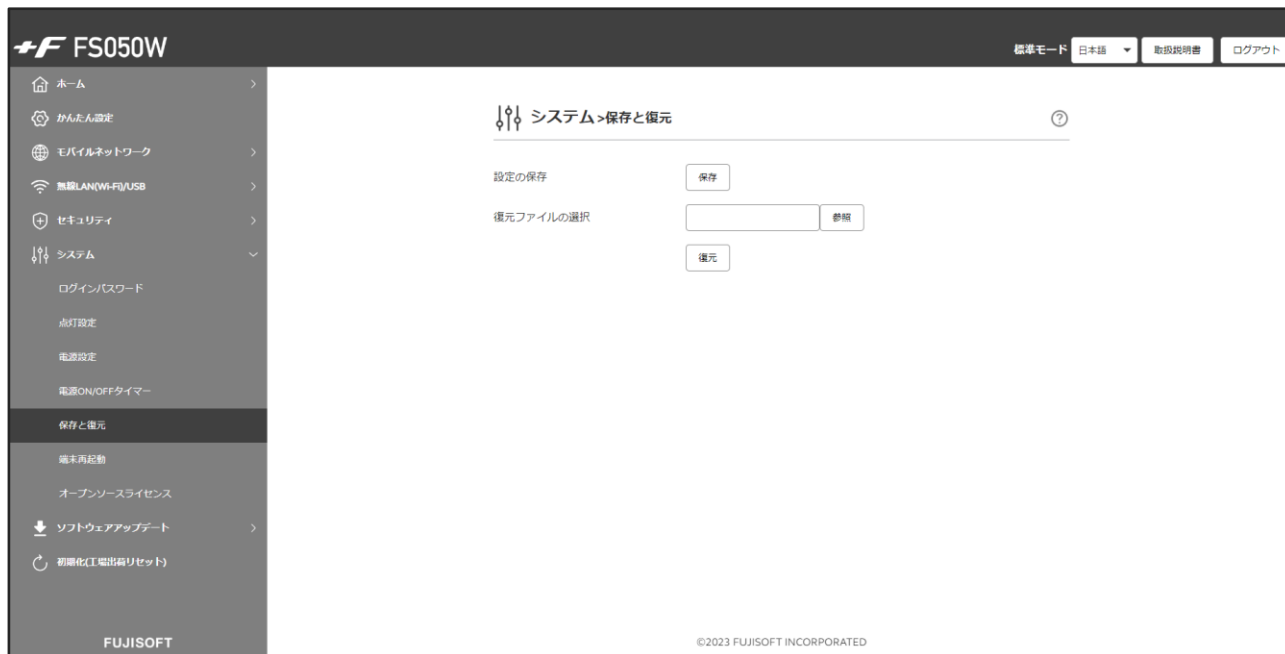 +F FS050W
標準モード 日本語 取扱説明書 ログアウト
ホーム
かんたん設定
モバイルネットワーク
無線LAN(Wi-Fi)/USB
セキュリティ
システム
ログインパスワード
点灯設定
電源設定
電源ON/OFFタイマー
保存と復元
端末再起動
オープンソースライセンス
ソフトウェアアップデート
初期化(工場出荷リセット)
FUJISOFT
システム>保存と復元
設定の保存 保存
復元ファイルの選択 参照
復元
©2023 FUJISOFT INCORPORATED